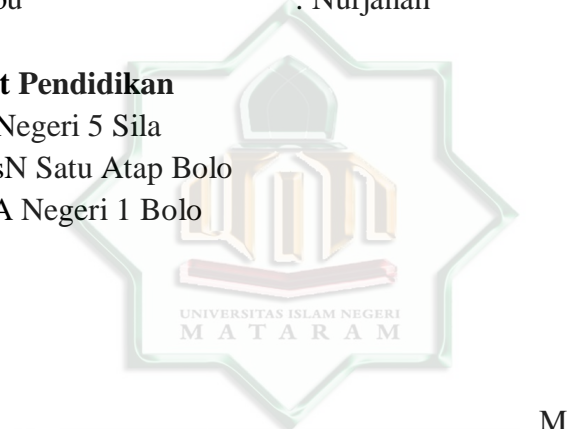 : Nurjanah
t Pendidikan
Negeri 5 Sila
sN Satu Atap Bolo
A Negeri 1 Bolo
UNIVERSITAS ISLAM NEGERI
MATARAM
M